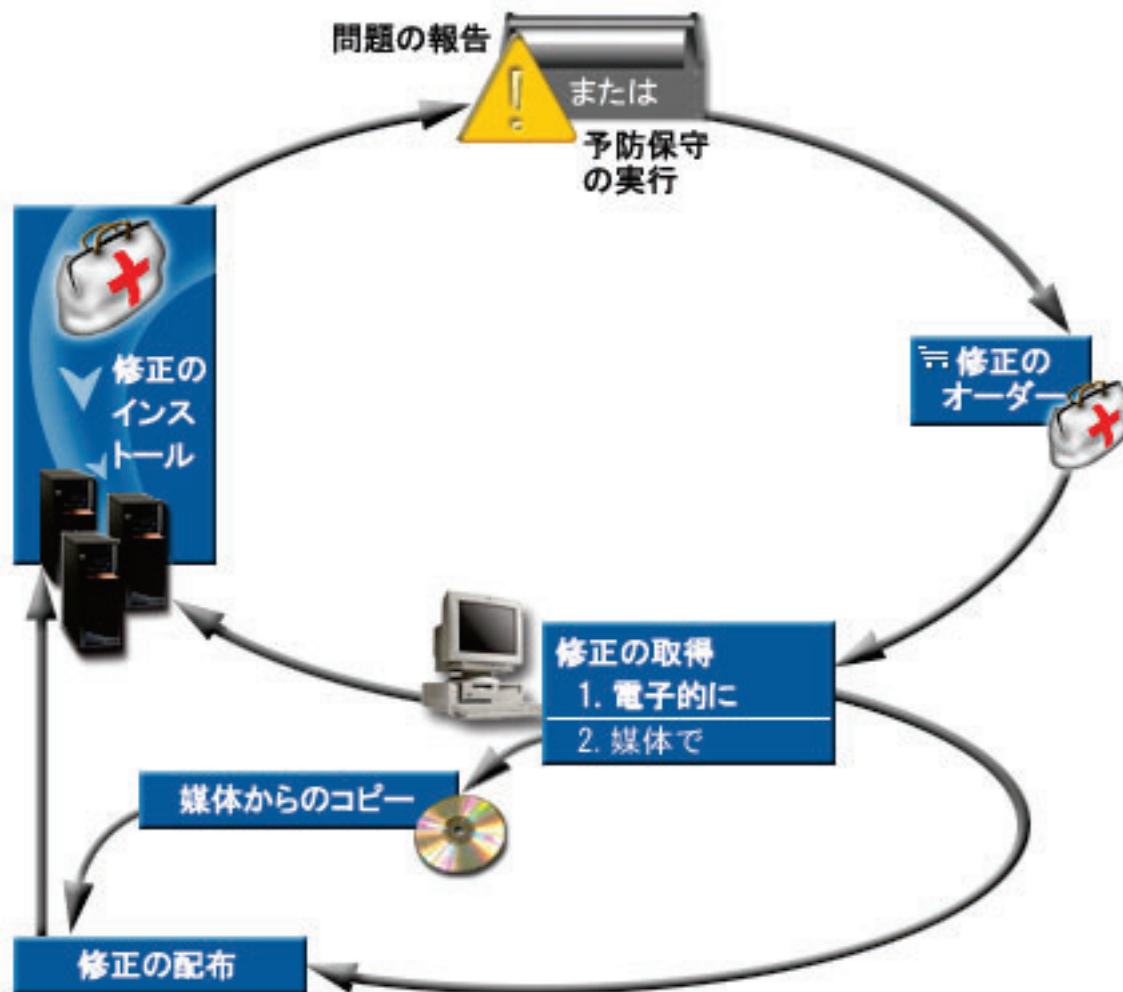 問題の報告
または
予防保守
の実行
修正の
オーダー
修正の
インス
トール
修正の取得
1. 電子的に
2. 媒体で
媒体からのコピー
修正の配布